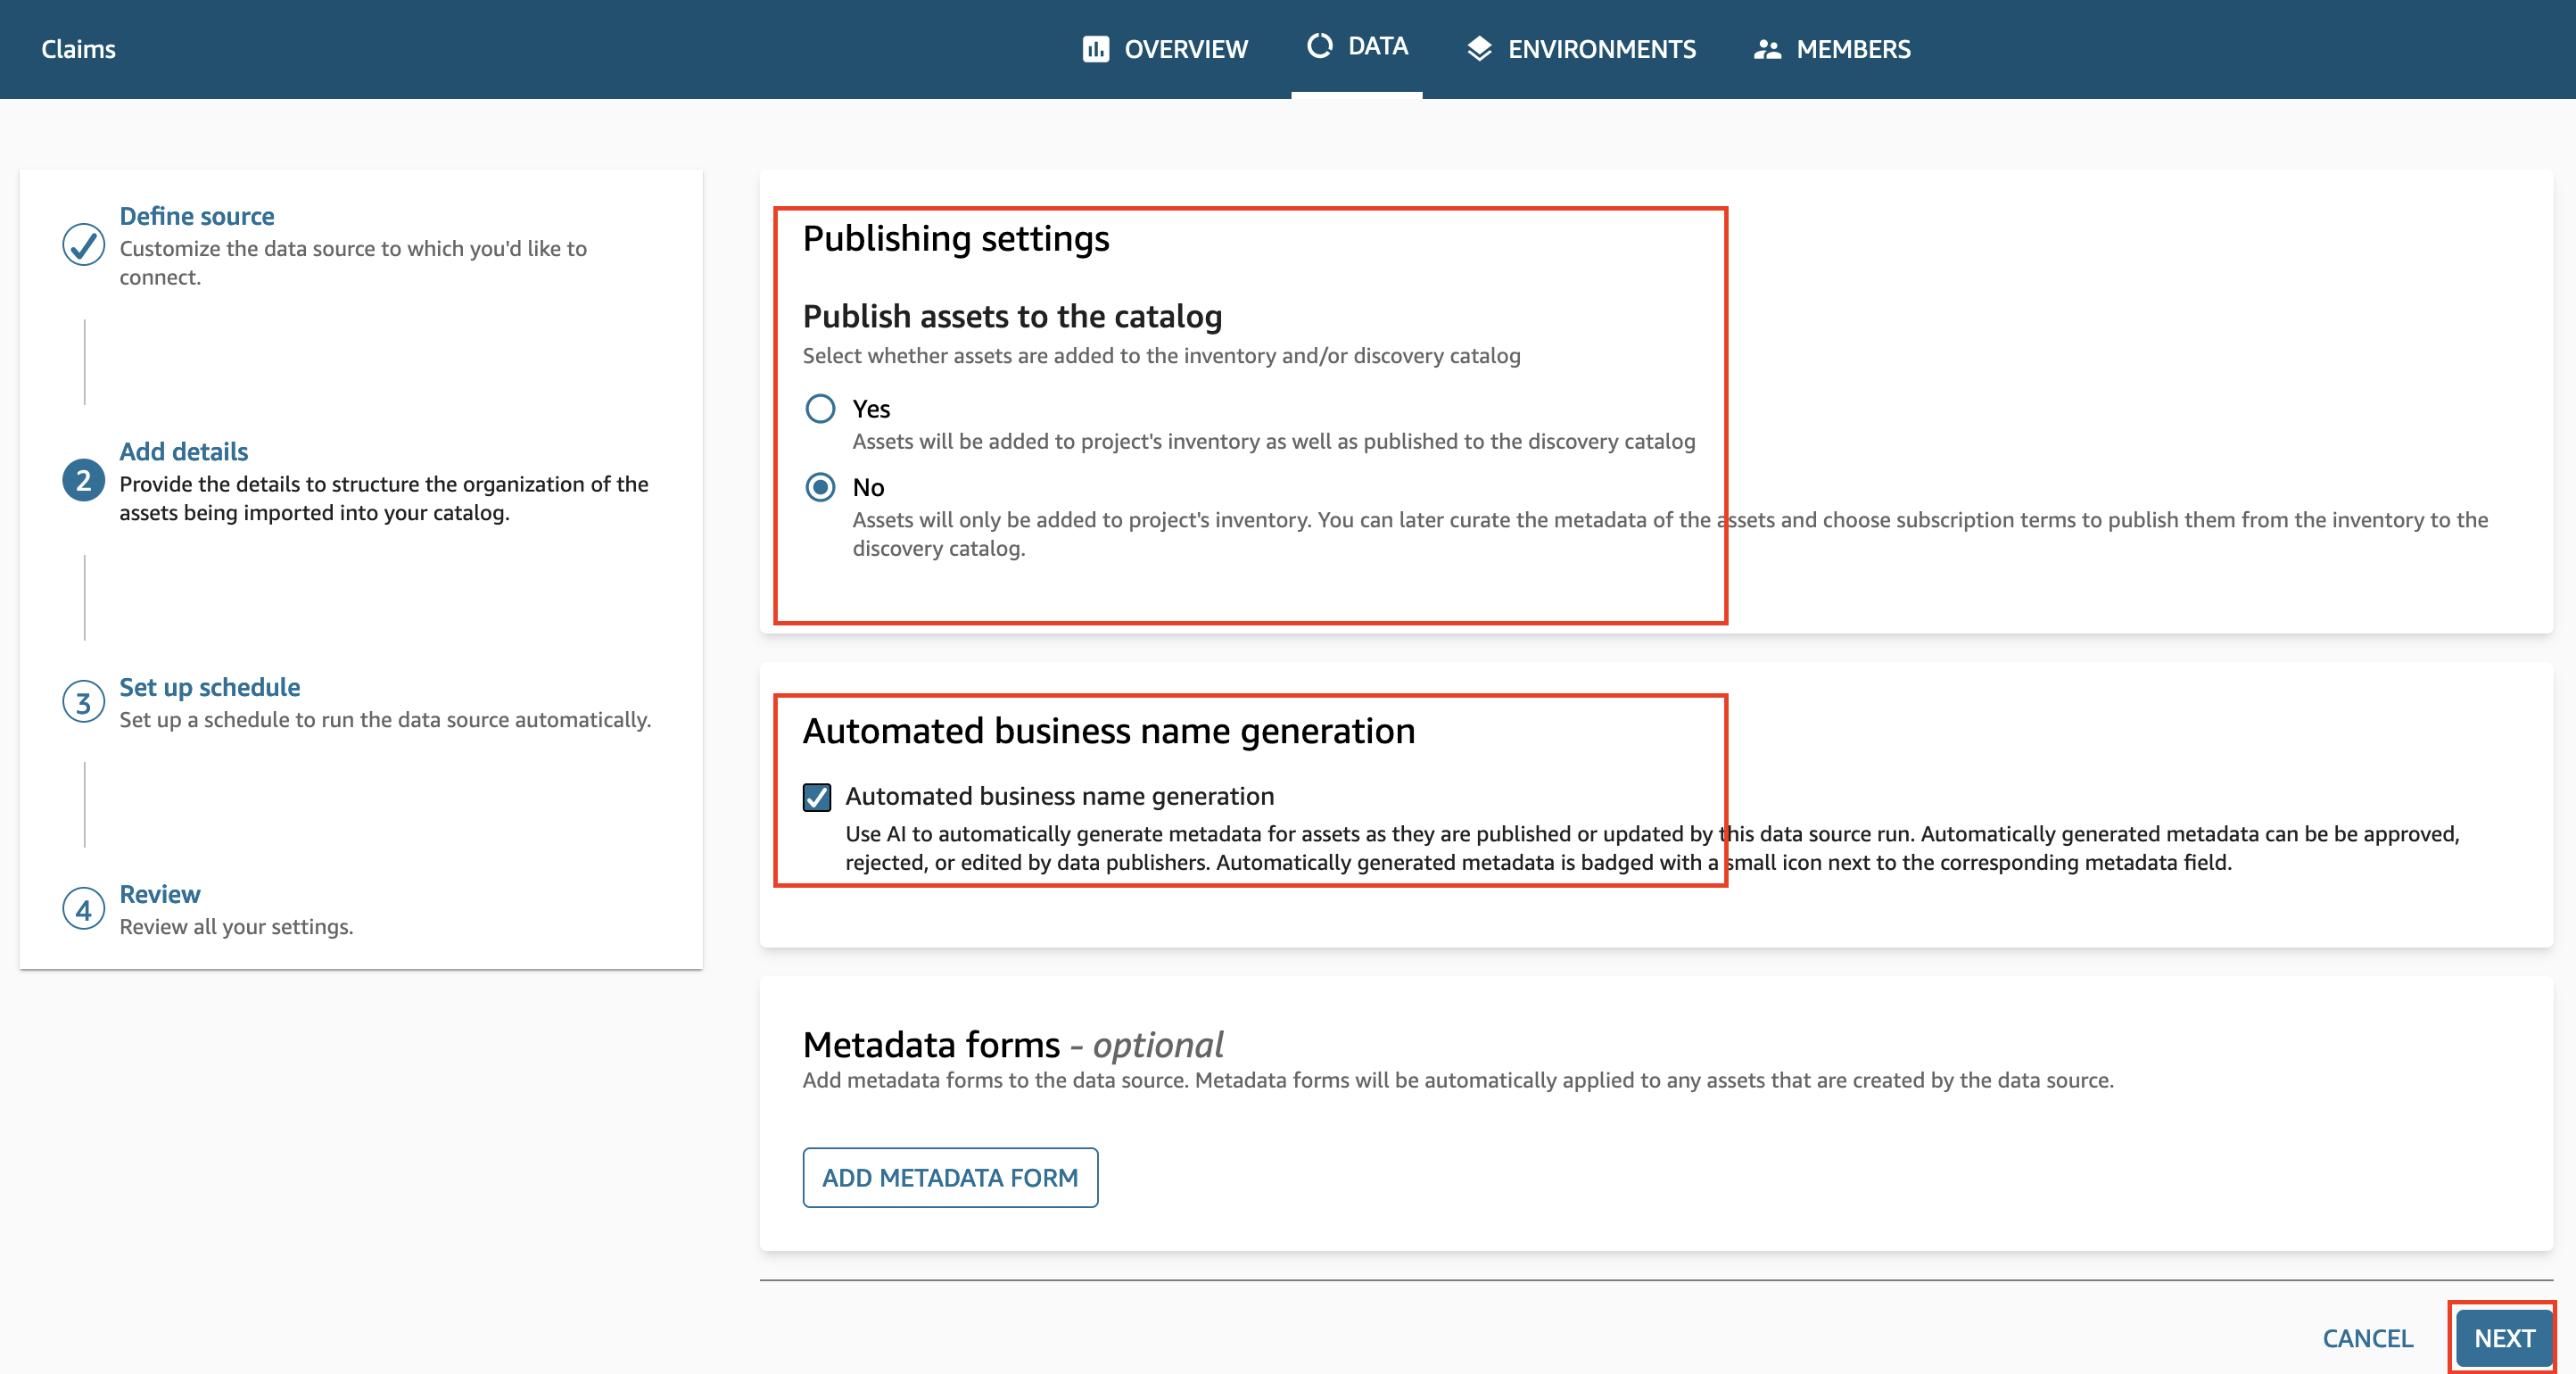 Claims
OVERVIEW
DATA
ENVIRONMENTS
MEMBERS
Define source
Customize the data source to which you'd like to
connect.
2
Add details
Provide the details to structure the organization of the
assets being imported into your catalog.
3
Set up schedule
Set up a schedule to run the data source automatically.
4
Review
Review all your settings.
Publishing settings
Publish assets to the catalog
Select whether assets are added to the inventory and/or discovery catalog
Yes
Assets will be added to project's inventory as well as published to the discovery catalog
No
Assets will only be added to project's inventory. You can later curate the metadata of the assets and choose subscription terms to publish them from the inventory to the
discovery catalog.
Automated business name generation
Automated business name generation
Use AI to automatically generate metadata for assets as they are published or updated by this data source run. Automatically generated metadata can be be approved,
rejected, or edited by data publishers. Automatically generated metadata is badged with a small icon next to the corresponding metadata field.
Metadata forms - optional
Add metadata forms to the data source. Metadata forms will be automatically applied to any assets that are created by the data source.
ADD METADATA FORM
CANCEL
NEXT